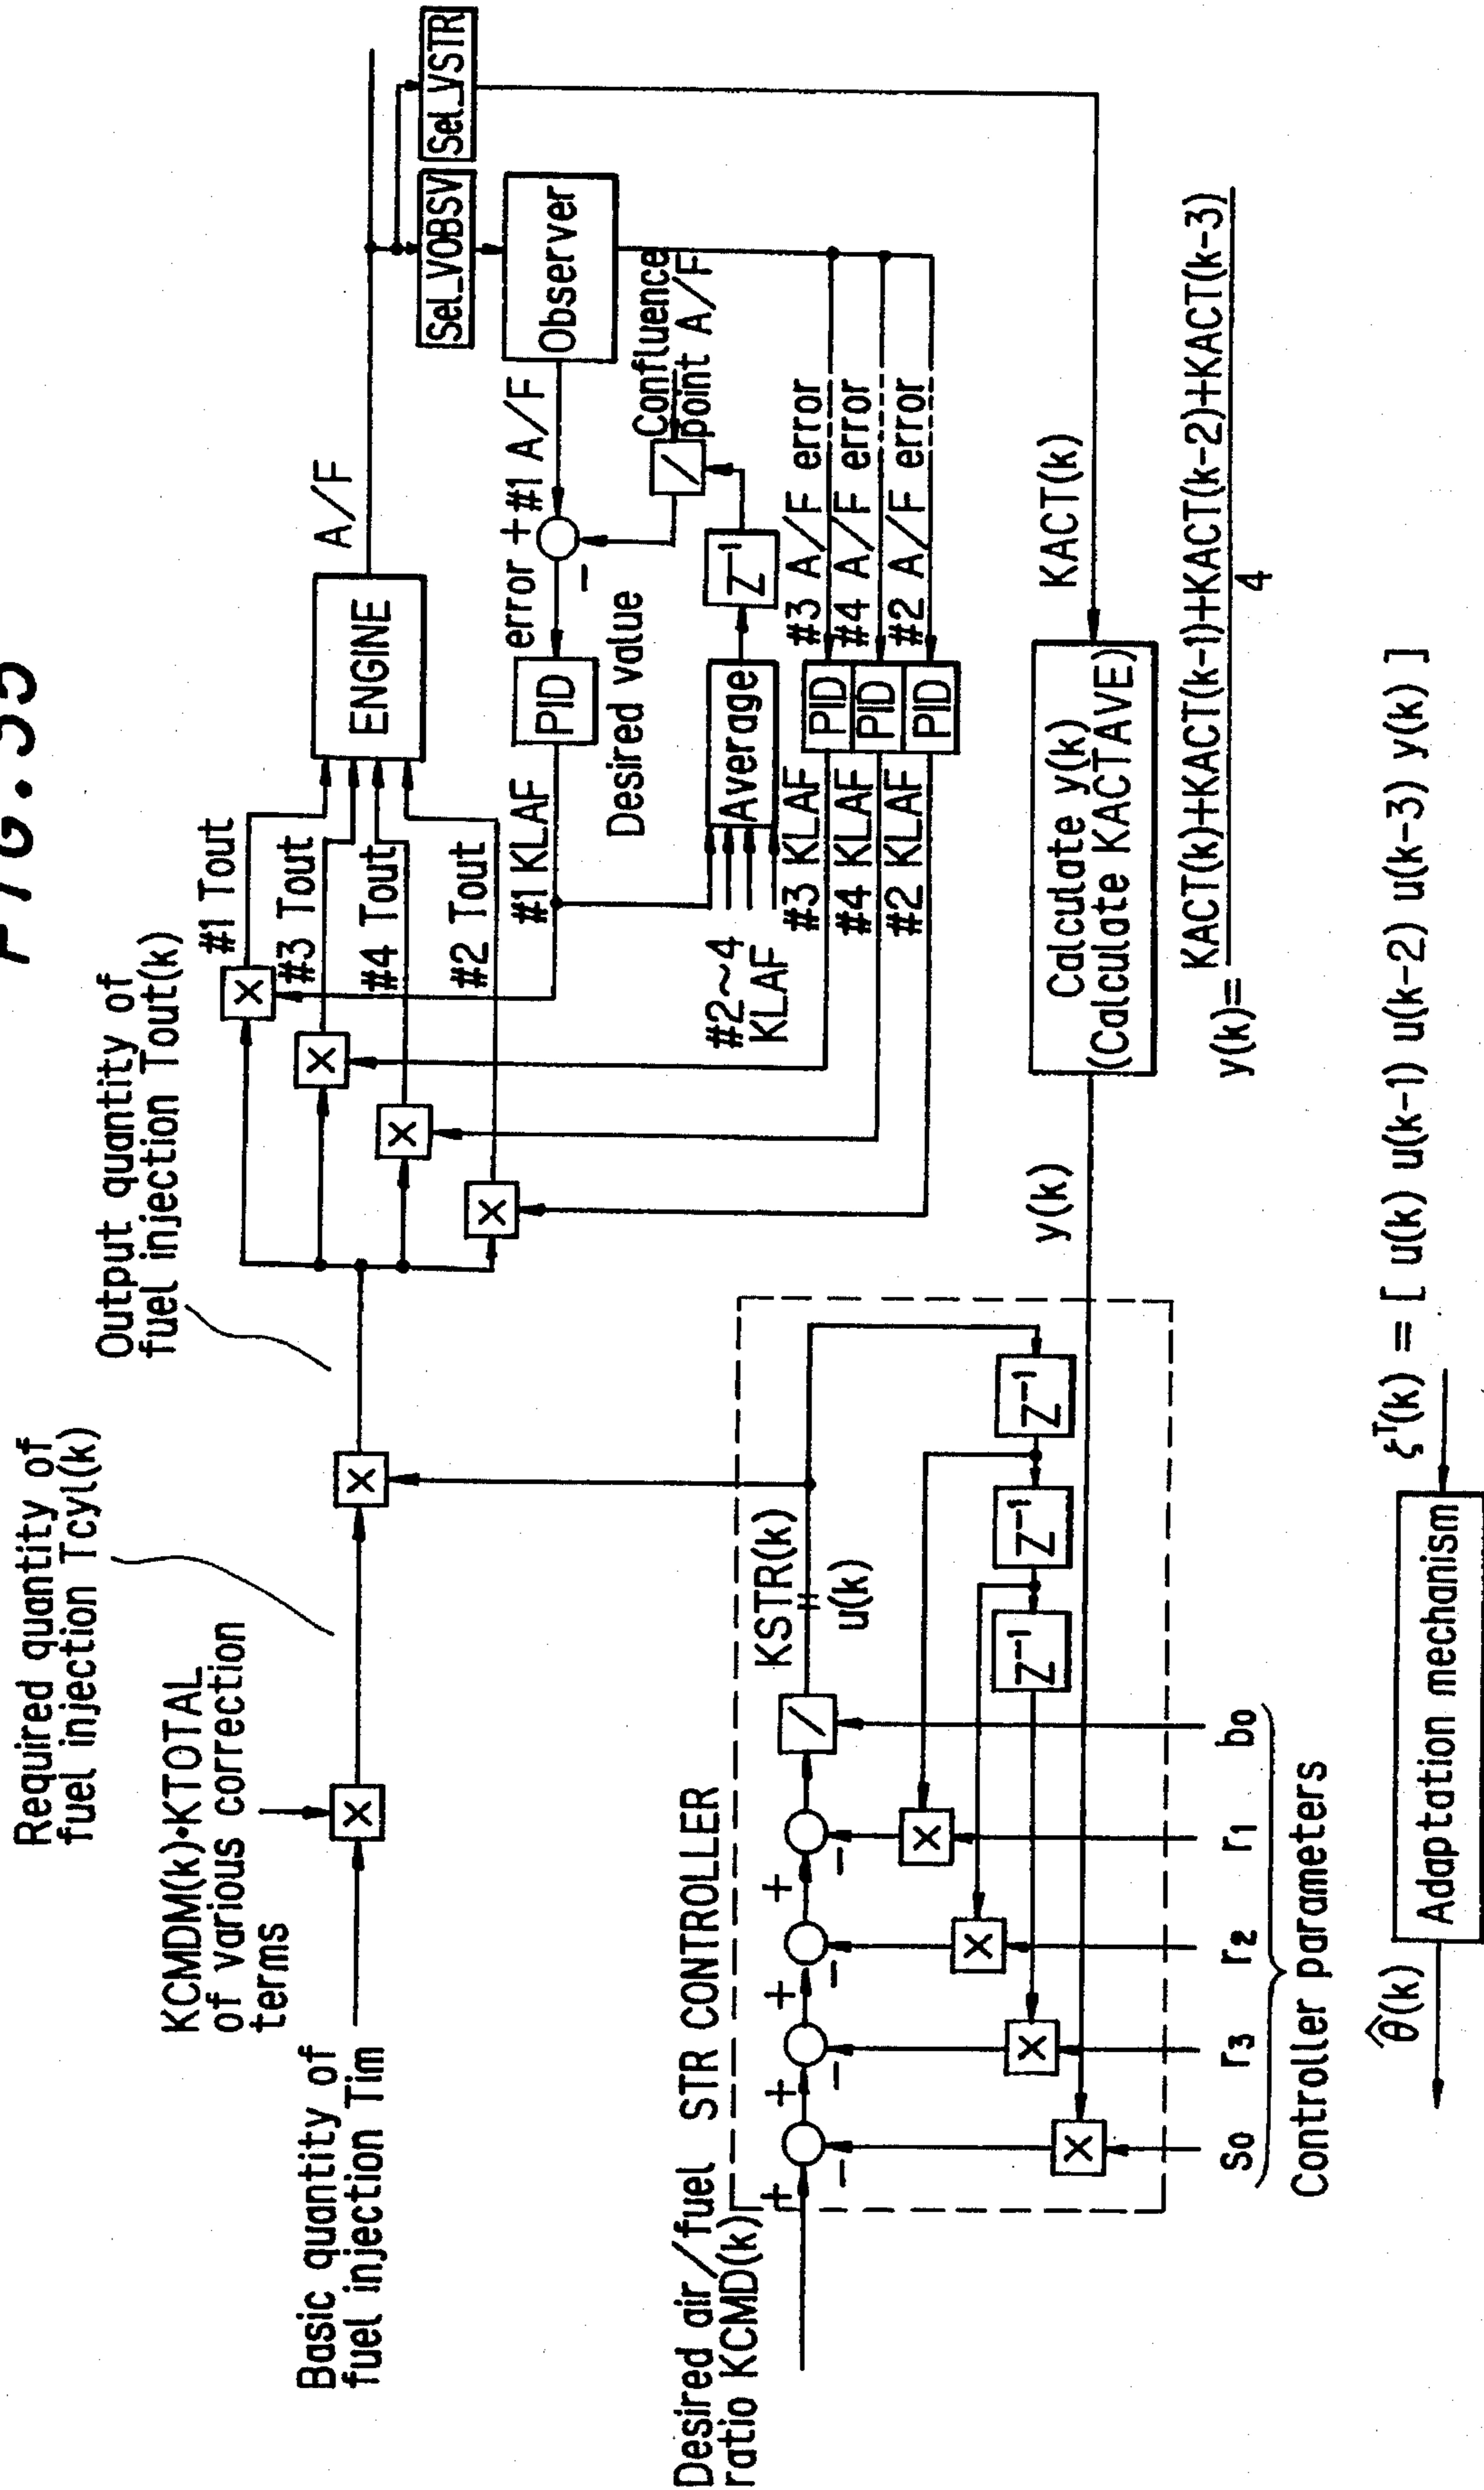 FIG. 35
Required quantity of
fuel injection Tcyl(k)
Output quantity of
fuel injection Tout(k)
KCMDM(k)•KTOTAL
of various correction
terms
Basic quantity of
fuel injection Tim
×
×
×
×
×
×
#1 Tout
#3 Tout
#4 Tout
#2 Tout
ENGINE
A/F
Sel_VOBSV
Sel_VSTR
Observer
#1 KLAF
PID
error
+
#1 A/F
−
Desired value
Confluence
point A/F
/
Z⁻¹
Average
#2~4
KLAF
#3 KLAF
PID
#3 A/F error
#4 KLAF
PID
#4 A/F error
#2 KLAF
PID
#2 A/F error
Desired air/fuel
ratio KCMD(k)
STR CONTROLLER
+
−
+
−
+
−
+
−
/
KSTR(k)
=
u(k)
×
×
×
×
Z⁻¹
Z⁻¹
Z⁻¹
y(k)
Calculate y(k)
(Calculate KACTAVE)
KACT(k)
s0
r3
r2
r1
b0
Controller parameters
y(k)= KACT(k)+KACT(k-1)+KACT(k-2)+KACT(k-3)
4
θ̂(k)
Adaptation mechanism
ξᵀ(k) = [ u(k) u(k-1) u(k-2) u(k-3) y(k) ]